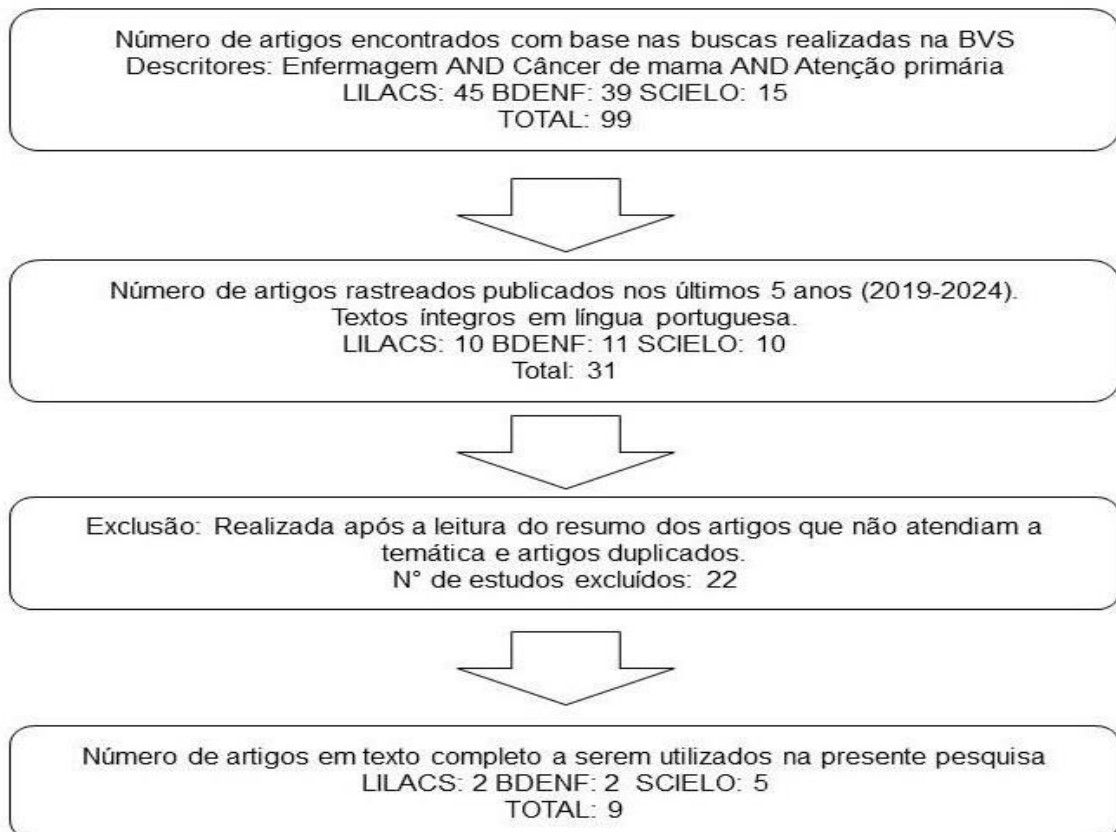 Número de artigos encontrados com base nas buscas realizadas na BVS
Descritores: Enfermagem AND Câncer de mama AND Atenção primária
LILACS: 45 BDENF: 39 SCIELO: 15
TOTAL: 99
Número de artigos rastreados publicados nos últimos 5 anos (2019-2024).
Textos íntegros em língua portuguesa.
LILACS: 10 BDENF: 11 SCIELO: 10
Total: 31
Exclusão: Realizada após a leitura do resumo dos artigos que não atendiam a
temática e artigos duplicados.
N° de estudos excluídos: 22
Número de artigos em texto completo a serem utilizados na presente pesquisa
LILACS: 2 BDENF: 2 SCIELO: 5
TOTAL: 9